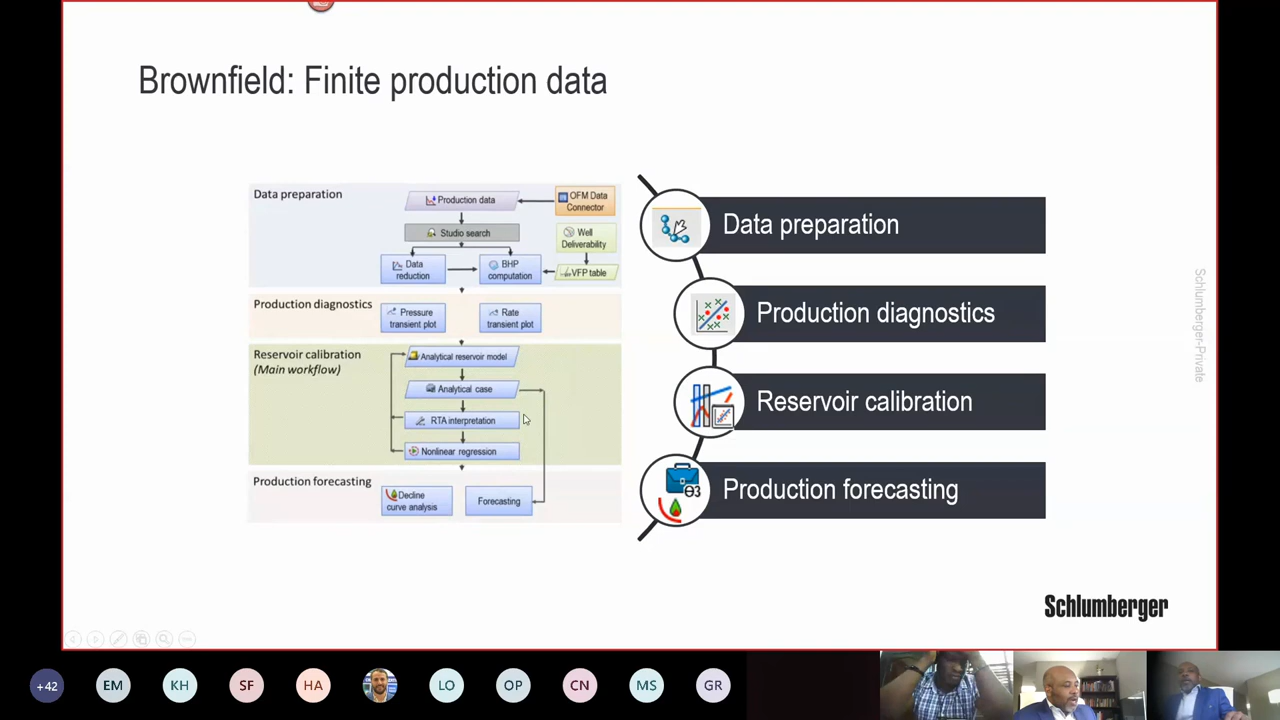 Brownfield: Finite production data
Data preparation
Production data
OFM Data
Connector
Studio search
Well
Deliverability
Data
reduction
BHP
computation
VFP table
Production diagnostics
Pressure
transient plot
Rate
transient plot
Reservoir calibration
(Main workflow)
Analytical reservoir model
Analytical case
RTA interpretation
Nonlinear regression
Production forecasting
Decline
curve analysis
Forecasting
Data preparation
Production diagnostics
Reservoir calibration
Production forecasting
Schlumberger-Private
Schlumberger
+42
EM
KH
SF
HA
LO
OP
CN
MS
GR